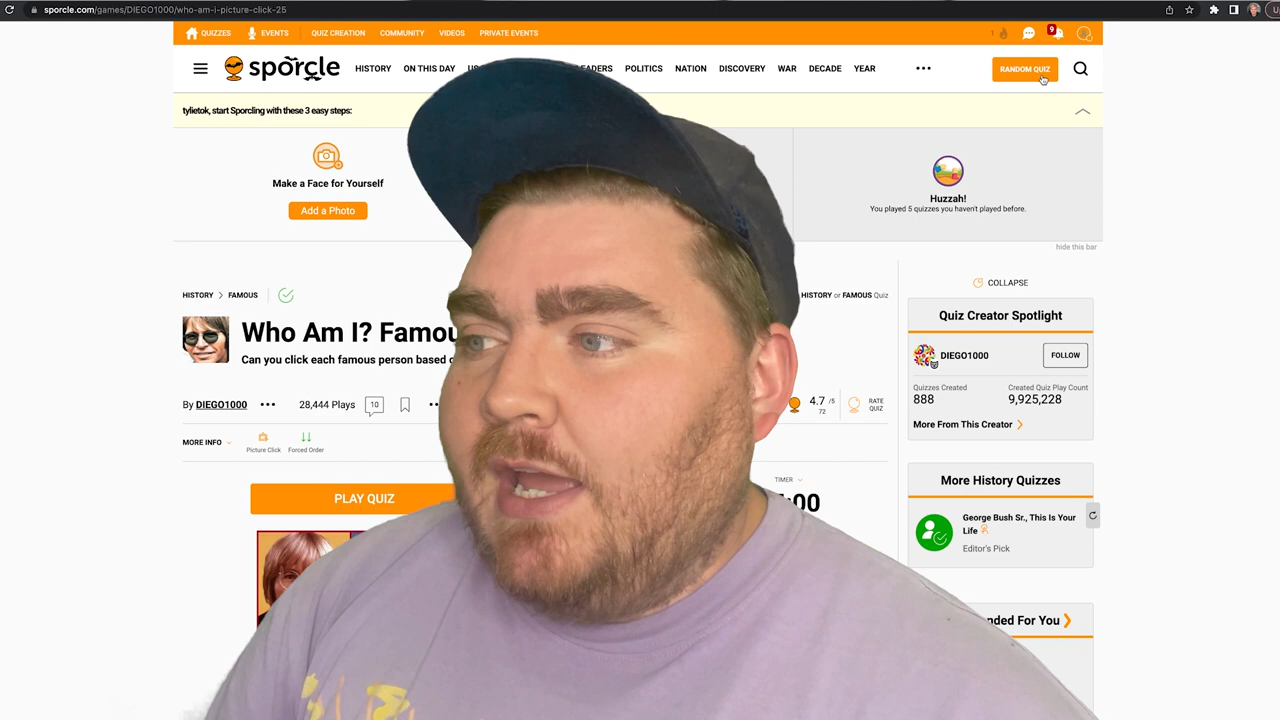 sporcle.com/games/DIEGO1000/who-am-i-picture-click-25
QUIZZES EVENTS QUIZ CREATION COMMUNITY VIDEOS PRIVATE EVENTS 1 9
sporcle HISTORY ON THIS DAY POLITICS NATION DISCOVERY WAR DECADE YEAR ••• RANDOM QUIZ
tylietok, start Sporcling with these 3 easy steps:
Make a Face for Yourself
Add a Photo
Huzzah!
You played 5 quizzes you haven't played before.
hide this bar
HISTORY > FAMOUS
HISTORY or FAMOUS Quiz
Who Am I?
Can you click each famous person based
By DIEGO1000 ••• 28,444 Plays 10
4.7 /5
72
RATE
QUIZ
MORE INFO
Picture Click Forced Order
PLAY QUIZ
TIMER
:00
COLLAPSE
Quiz Creator Spotlight
DIEGO1000 FOLLOW
Quizzes Created Created Quiz Play Count
888 9,925,228
More From This Creator >
More History Quizzes
George Bush Sr., This Is Your
Life
Editor's Pick
For You >